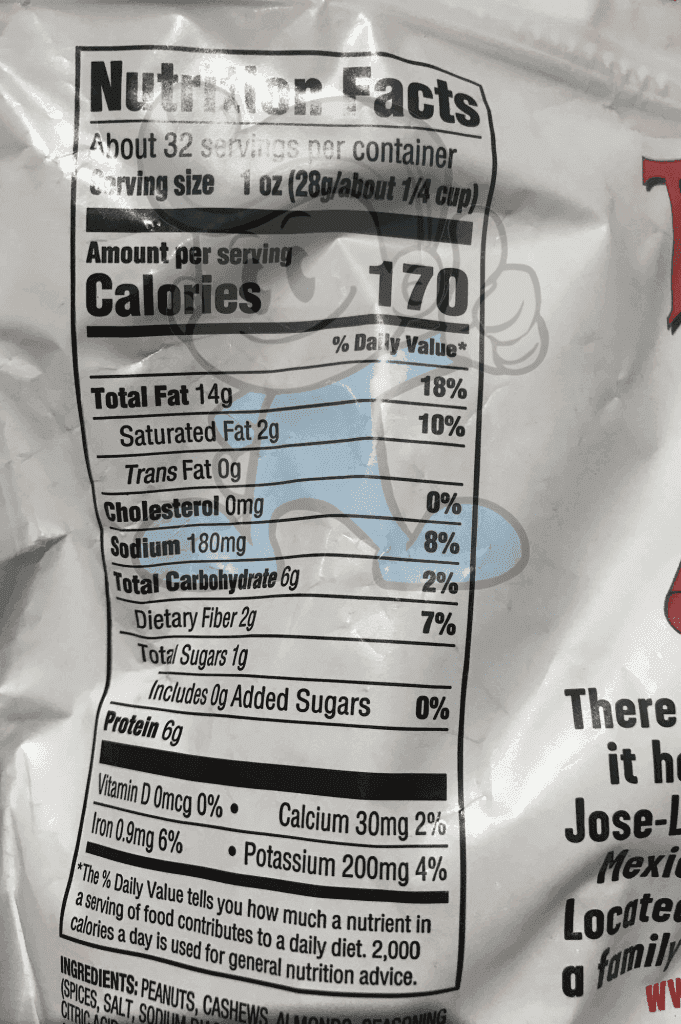 Nutrition Facts
About 32 servings per container
Serving size 1 oz (28g/about 1/4 cup)
Amount per serving
Calories 170
% Daily Value*
Total Fat 14g 18%
Saturated Fat 2g 10%
Trans Fat 0g
Cholesterol 0mg 0%
Sodium 180mg 8%
Total Carbohydrate 6g 2%
Dietary Fiber 2g 7%
Total Sugars 1g
Includes 0g Added Sugars 0%
Protein 6g
Vitamin D 0mcg 0% • Calcium 30mg 2%
Iron 0.9mg 6% • Potassium 200mg 4%
*The % Daily Value tells you how much a nutrient in
a serving of food contributes to a daily diet. 2,000
calories a day is used for general nutrition advice.
INGREDIENTS: PEANUTS, CASHEWS, ALMONDS, SEASONING
(SPICES, SALT, SODIUM
CITRIC ACID
There
it
Jose-
Located
a family